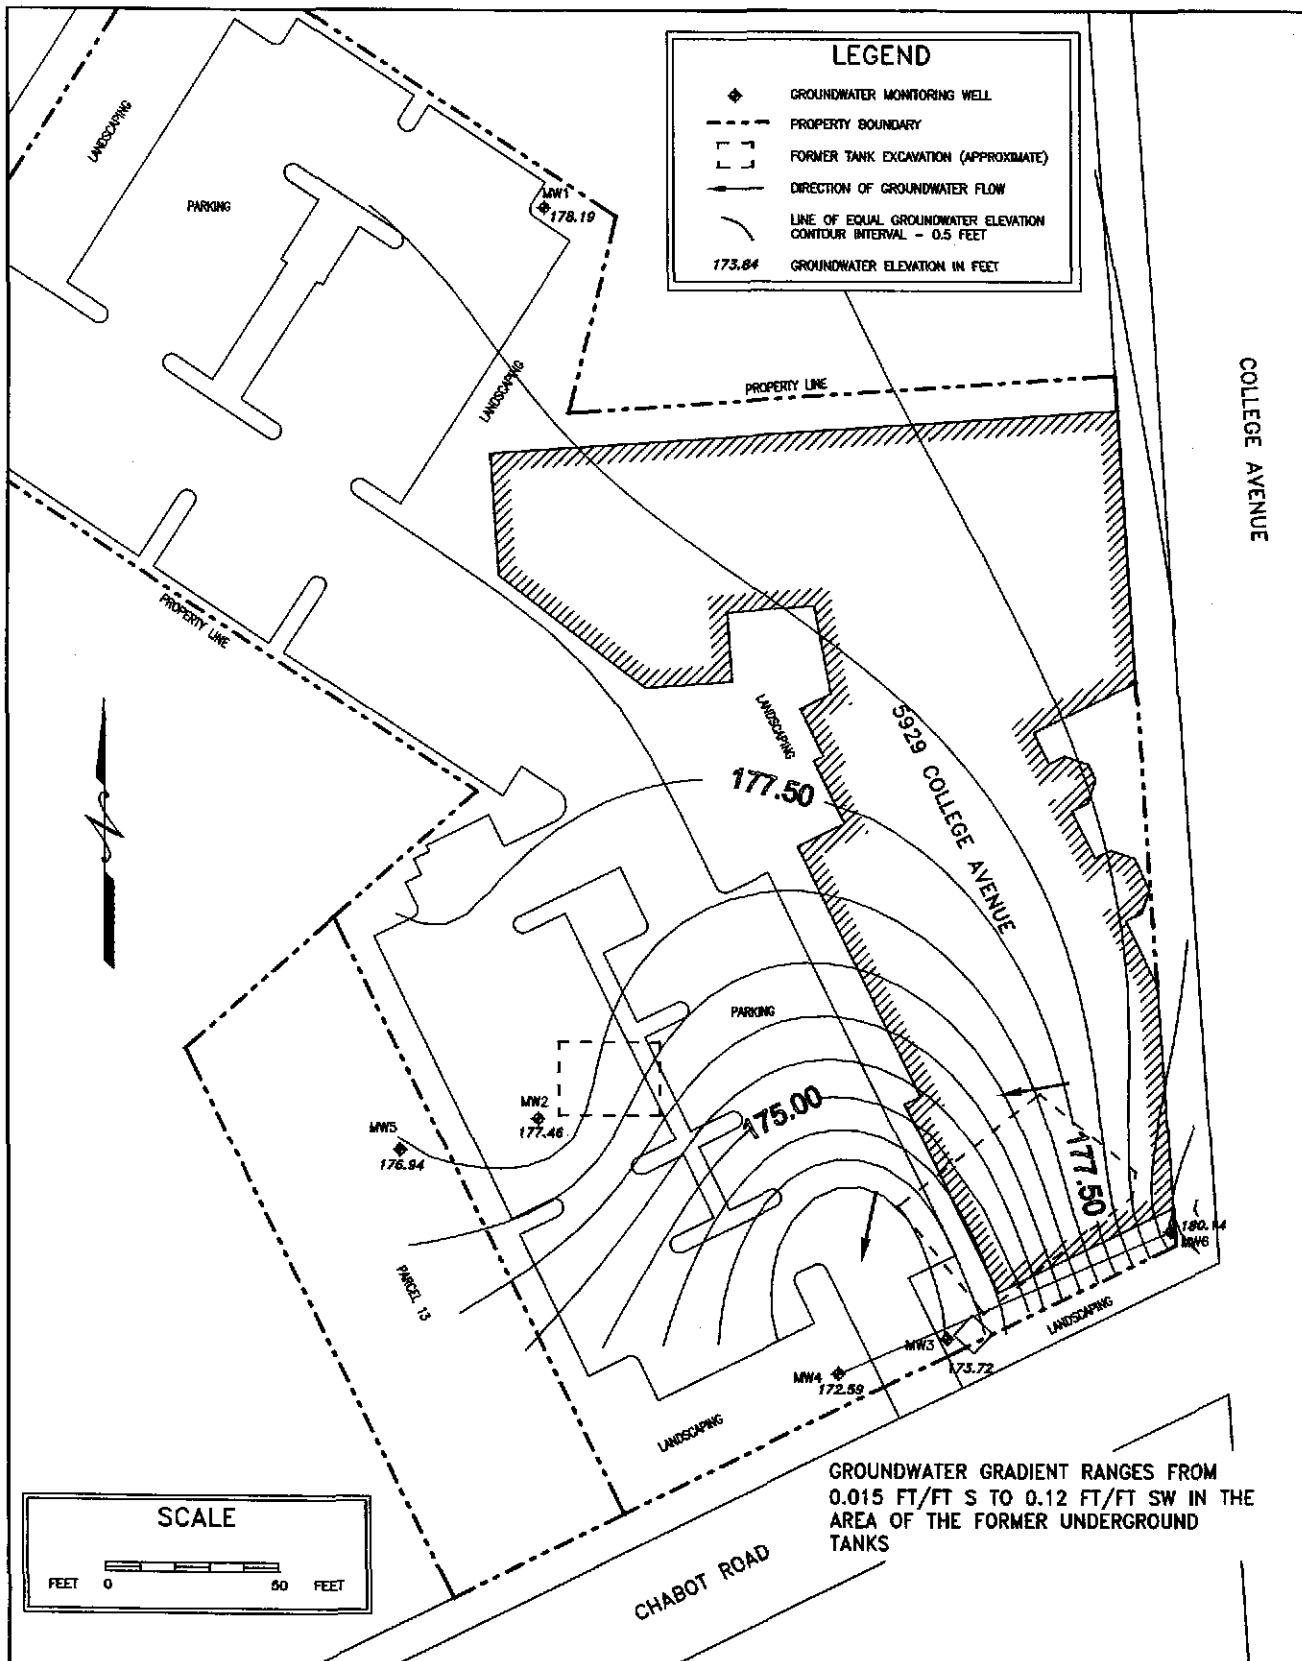 LEGEND
GROUNDWATER MONITORING WELL
PROPERTY BOUNDARY
FORMER TANK EXCAVATION (APPROXIMATE)
DIRECTION OF GROUNDWATER FLOW
LINE OF EQUAL GROUNDWATER ELEVATION
CONTOUR INTERVAL - 0.5 FEET
173.84 GROUNDWATER ELEVATION IN FEET
LANDSCAPING
PARKING
MW1
178.19
LANDSCAPING
PROPERTY LINE
COLLEGE AVENUE
PROPERTY LINE
LANDSCAPING
5929 COLLEGE AVENUE
177.50
PARKING
MW2
177.46
MW5
176.94
175.00
177.50
180.14
MW6
PARCEL 13
LANDSCAPING
MW3
173.72
MW4
172.59
LANDSCAPING
GROUNDWATER GRADIENT RANGES FROM
0.015 FT/FT S TO 0.12 FT/FT SW IN THE
AREA OF THE FORMER UNDERGROUND
TANKS
SCALE
FEET 0 50 FEET
CHABOT ROAD